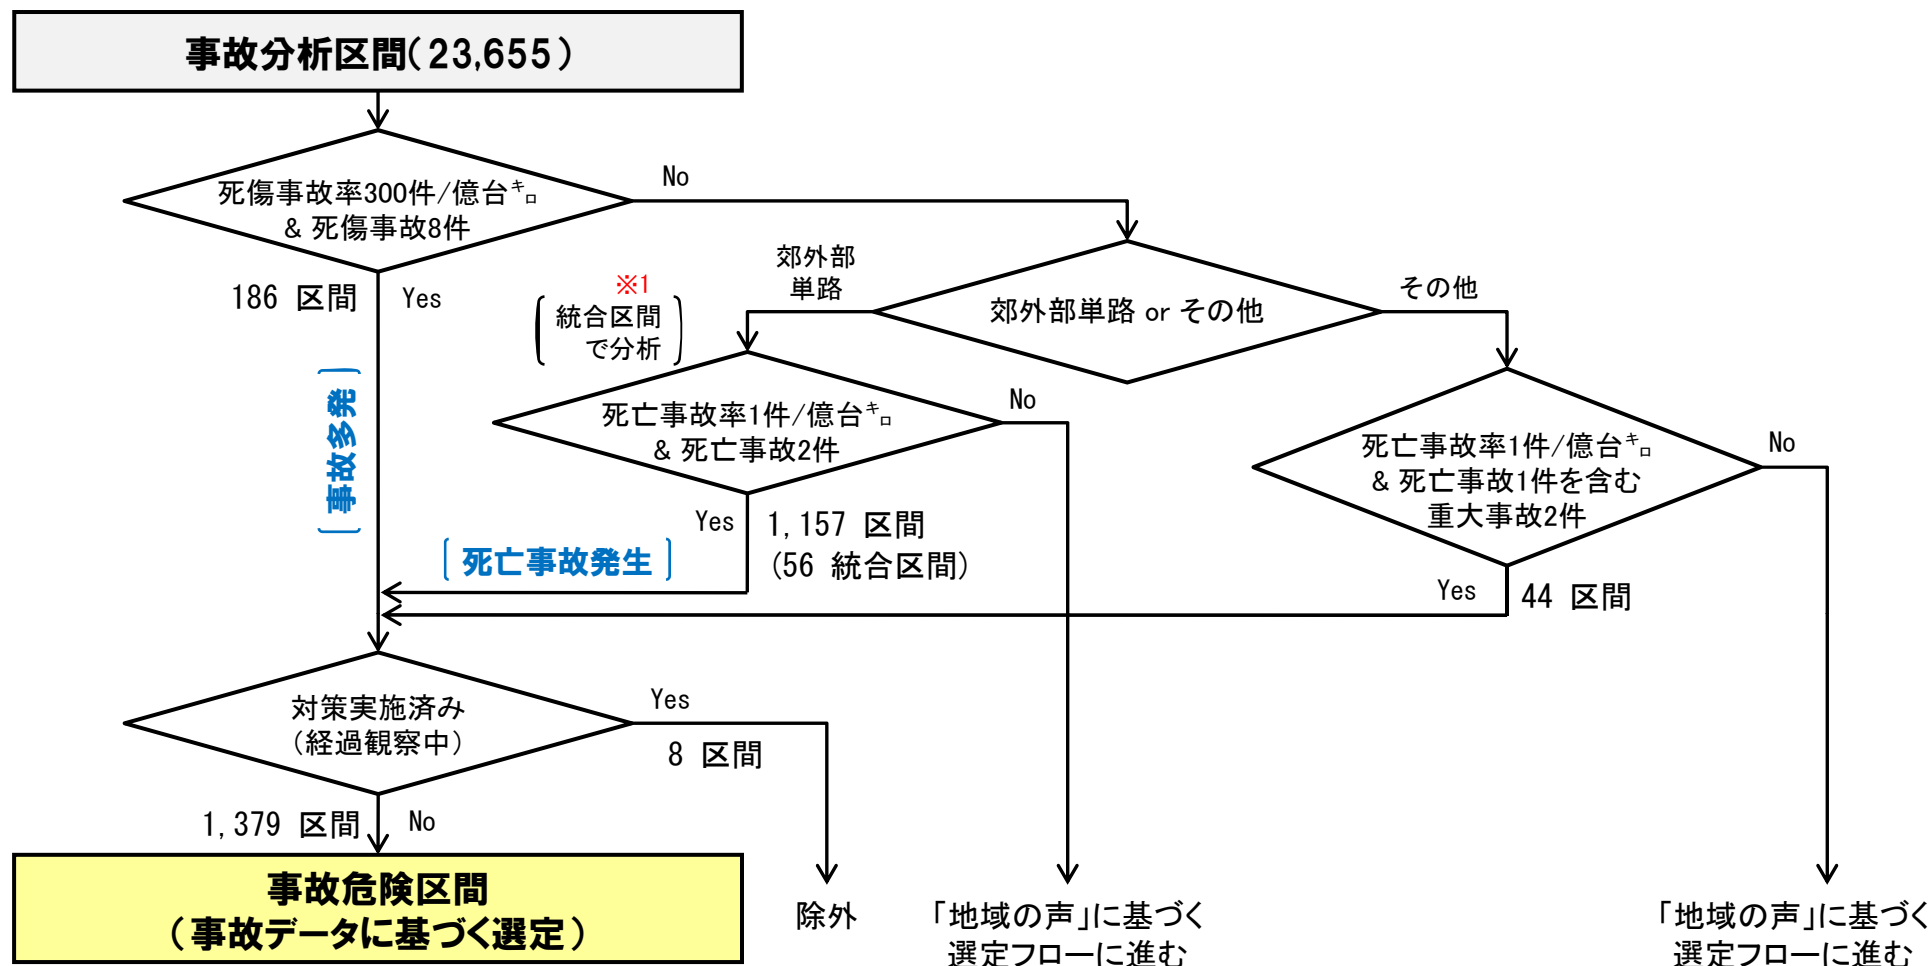 事故分析区間(23,655)
死傷事故率300件/億台㌔
& 死傷事故8件
No
186 区間
Yes
郊外部
単路
※1
統合区間
で分析
郊外部単路 or その他
その他
事故多発
死亡事故率1件/億台㌔
& 死亡事故2件
No
死亡事故率1件/億台㌔
& 死亡事故1件を含む
重大事故2件
No
Yes
1,157 区間
(56 統合区間)
死亡事故発生
Yes
44 区間
対策実施済み
(経過観察中)
Yes
8 区間
1,379 区間
No
事故危険区間
(事故データに基づく選定)
除外
「地域の声」に基づく
選定フローに進む
「地域の声」に基づく
選定フローに進む